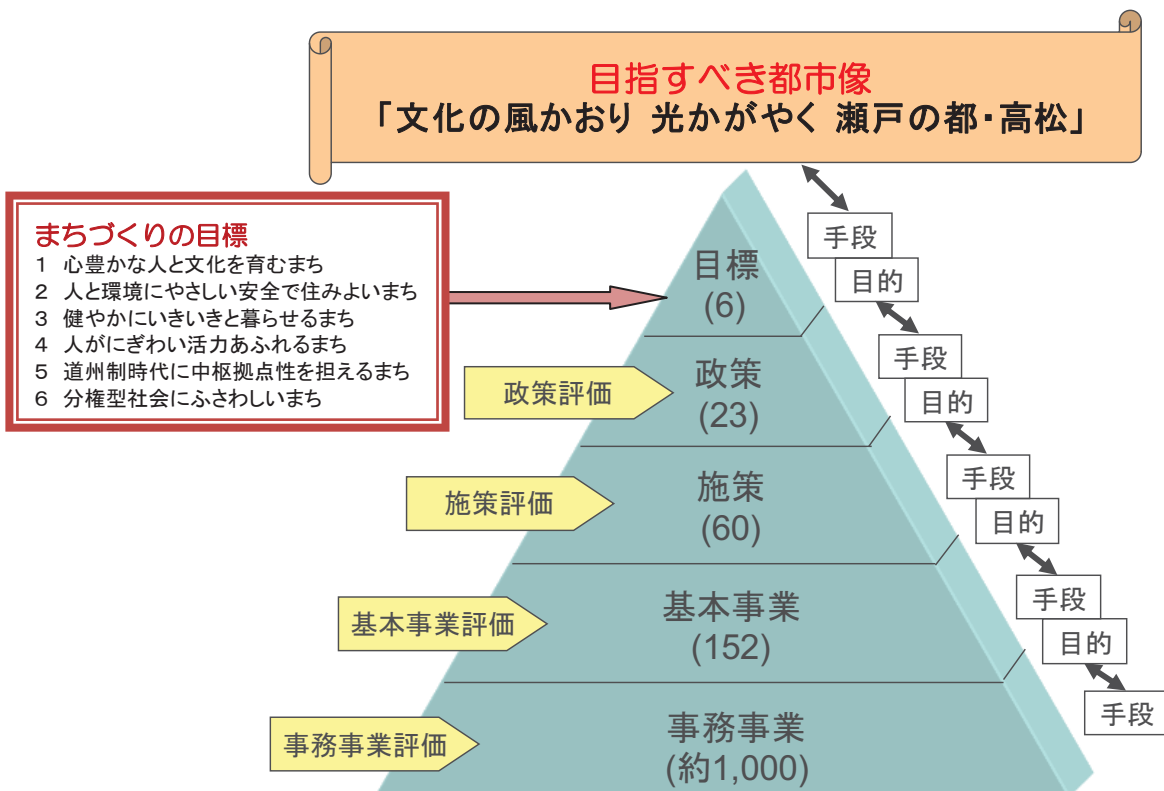 目指すべき都市像
「文化の風かおり 光かがやく 瀬戸の都・高松」
まちづくりの目標
1 心豊かな人と文化を育むまち
2 人と環境にやさしい安全で住みよいまち
3 健やかにいきいきと暮らせるまち
4 人がにぎわい活力あふれるまち
5 道州制時代に中枢拠点性を担えるまち
6 分権型社会にふさわしいまち
目標
(6)
手段
目的
政策評価
政策
(23)
手段
目的
施策評価
施策
(60)
手段
目的
基本事業評価
基本事業
(152)
手段
目的
事務事業評価
事務事業
(約1,000)
手段